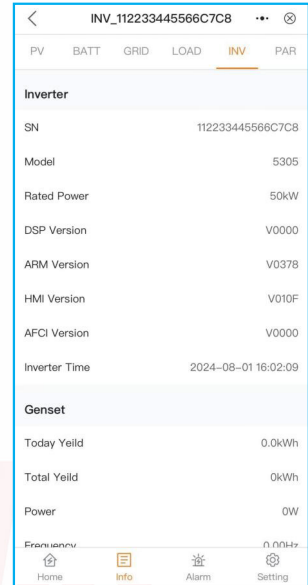 INV_112233445566C7C8
PV BATT GRID LOAD INV PAR
Inverter
SN 112233445566C7C8
Model 5305
Rated Power 50kW
DSP Version V0000
ARM Version V0378
HMI Version V010F
AFCI Version V0000
Inverter Time 2024-08-01 16:02:09
Genset
Today Yeild 0.0kWh
Total Yeild 0kWh
Power 0W
Frequency 0.00Hz
Home Info Alarm Setting